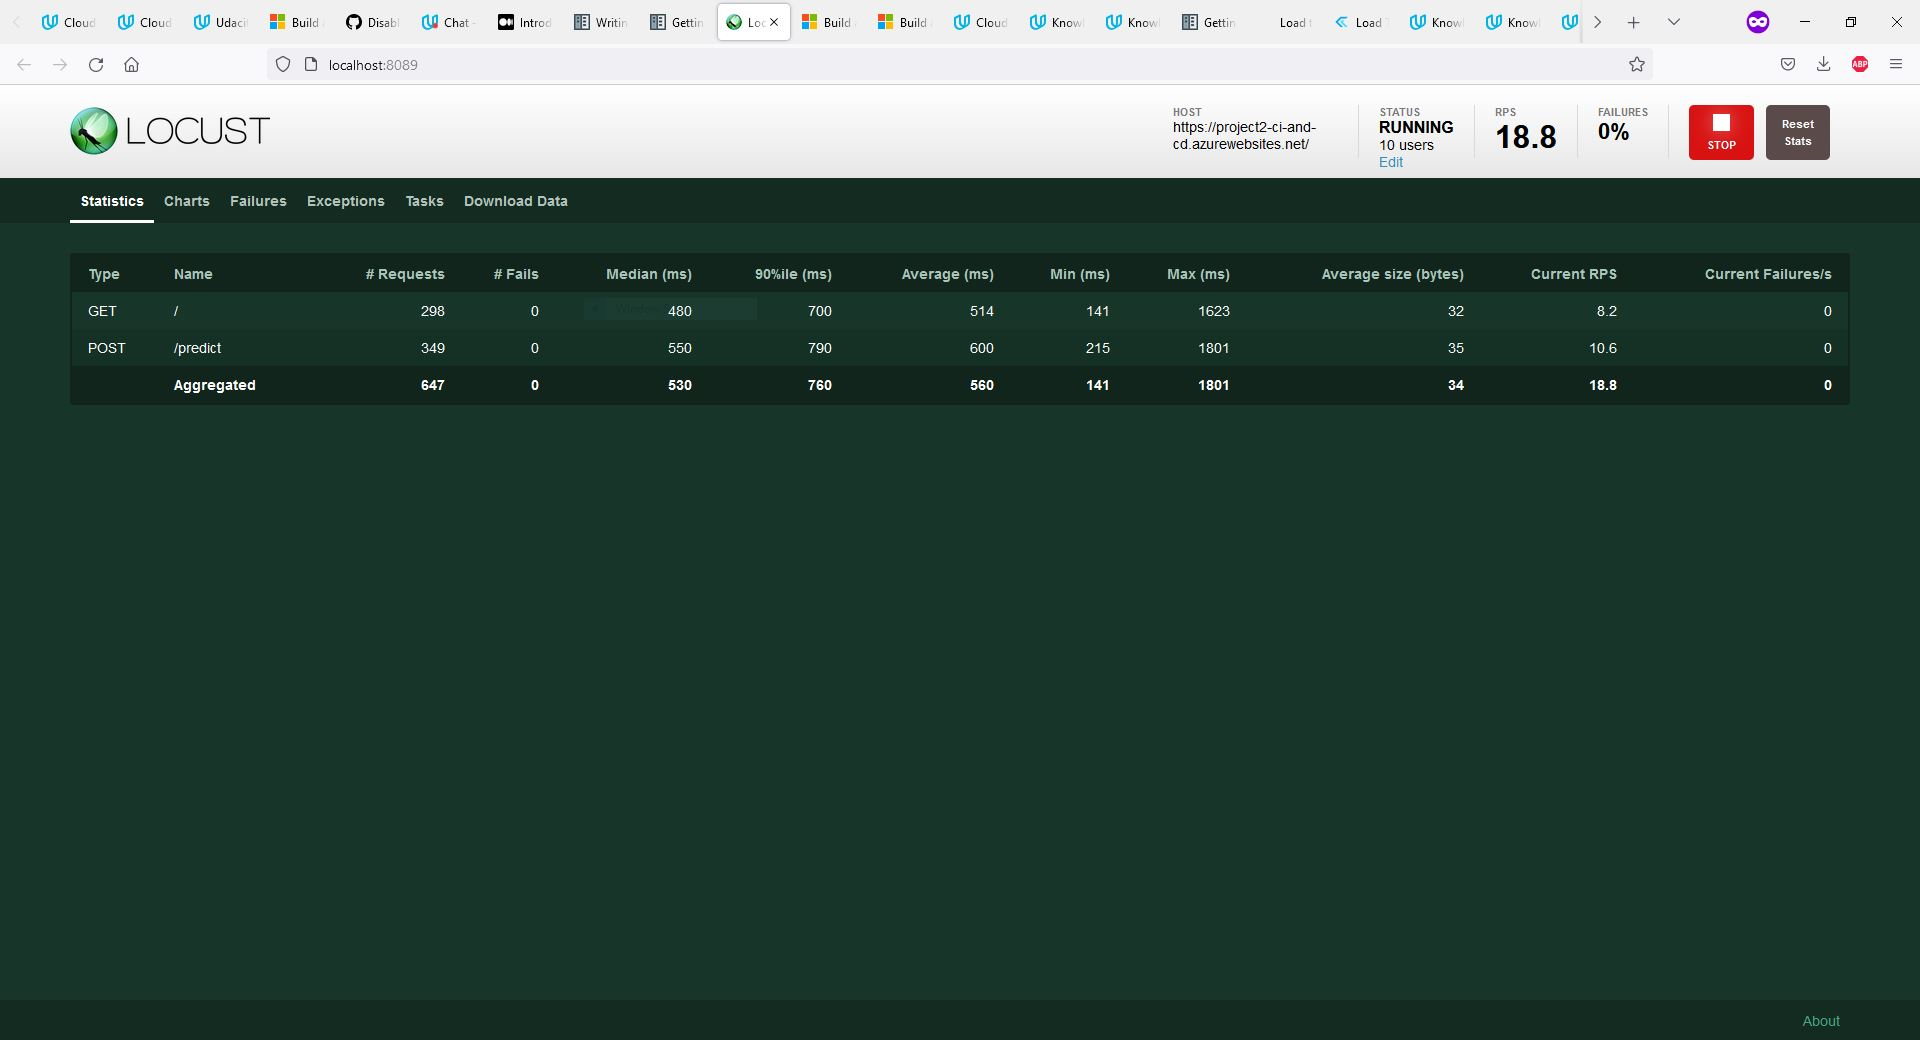 Cloud Cloud Udaci Build Disabl Chat - Introd Writin Gettin Loc Build Build Cloud Knowl Knowl Gettin Load t Load T Knowl Knowl
localhost:8089
LOCUST
HOST
https://project2-ci-and-
cd.azurewebsites.net/
STATUS
RUNNING
10 users
Edit
RPS
18.8
FAILURES
0%
STOP
Reset
Stats
ABP
Statistics Charts Failures Exceptions Tasks Download Data
Type Name # Requests # Fails Median (ms) 90%ile (ms) Average (ms) Min (ms) Max (ms) Average size (bytes) Current RPS Current Failures/s
GET / 298 0 480 700 514 141 1623 32 8.2 0
POST /predict 349 0 550 790 600 215 1801 35 10.6 0
Aggregated 647 0 530 760 560 141 1801 34 18.8 0
About